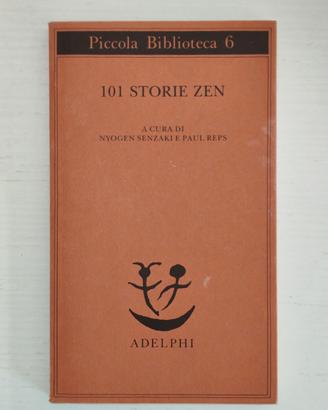 Piccola Biblioteca 6
101 STORIE ZEN
A CURA DI
NYOGEN SENZAKI E PAUL REPS
ADELPHI